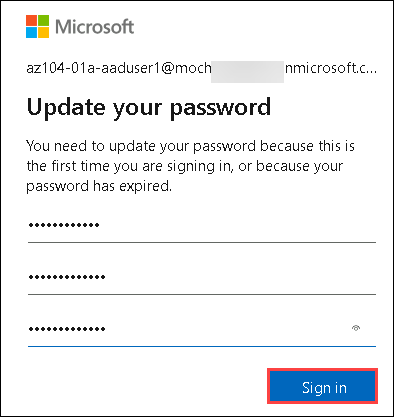 Microsoft
az104-01a-aaduser1@moch nmicrosoft.c...
Update your password
You need to update your password because this is
the first time you are signing in, or because your
password has expired.
••••••••••••
•••••••••••••
•••••••••••••
Sign in